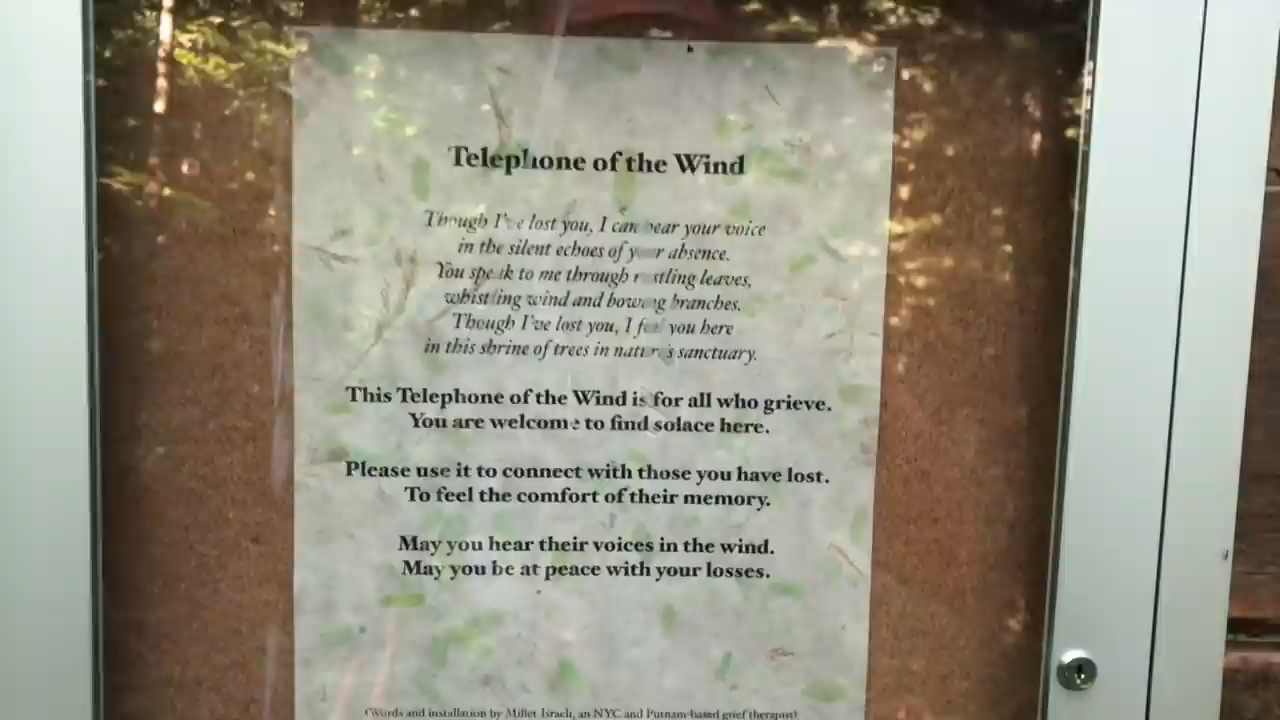 Telephone of the Wind
Though I've lost you, I can hear your voice
in the silent echoes of your absence.
You speak to me through rustling leaves,
whistling wind and bowing branches.
Though I've lost you, I feel you here
in this shrine of trees in nature's sanctuary.
This Telephone of the Wind is for all who grieve.
You are welcome to find solace here.
Please use it to connect with those you have lost.
To feel the comfort of their memory.
May you hear their voices in the wind.
May you be at peace with your losses.
(Words and installation by Millet Israeli, an NYC and Putnam-based grief therapist)